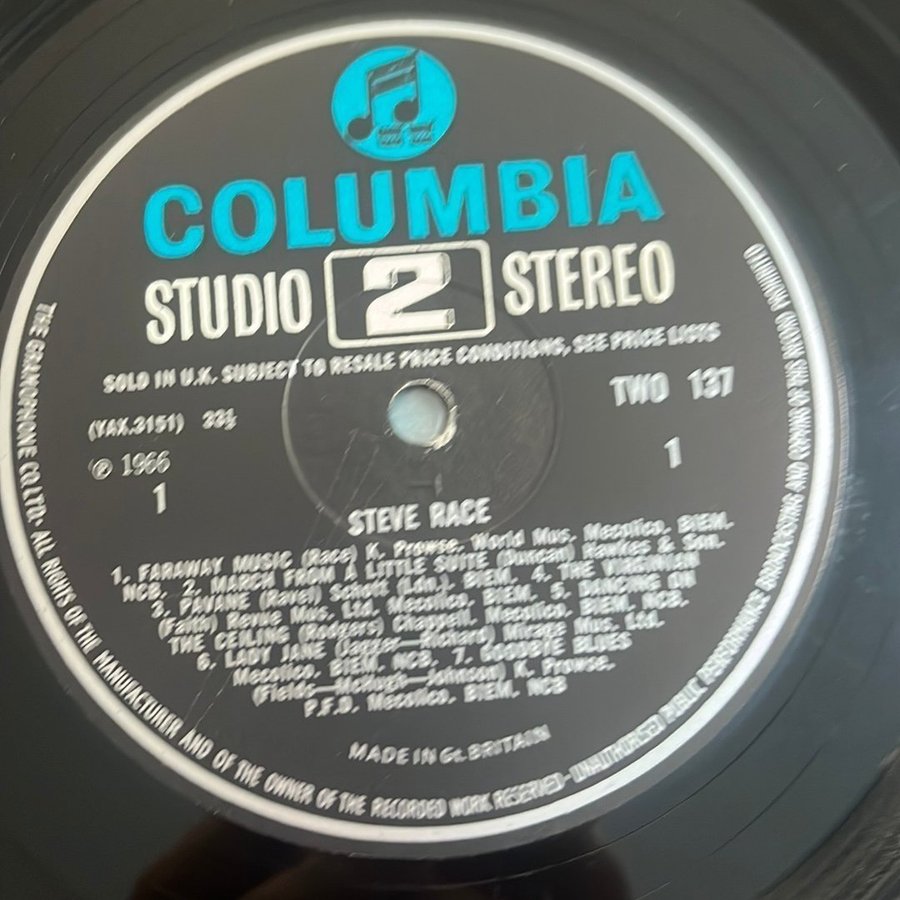 COLUMBIA
STUDIO 2 STEREO
SOLD IN U.K. SUBJECT TO RESALE PRICE CONDITIONS, SEE PRICE LISTS
TWO 137
(YAX.3151) 33⅓
℗ 1966
1
1
STEVE RACE
1. FARAWAY MUSIC (Race) K. Prowse, World Mus. Mecolico, BIEM.
NCB. 2. MARCH FROM A LITTLE SUITE (Duncan) Hawkes & Son.
3. PAVANE (Ravel) Schott (Ldn.) BIEM. 4. THE VIRGINIAN
(Faith) Revue Mus. Ltd. Mecolico. BIEM. 5. DANCING ON
THE CEILING (Rodgers) Chappell, Mecolico. BIEM. NCB.
6. LADY JANE (Jagger—Richard) Mirage Mus. Ltd.
Mecolico. BIEM. NCB. 7. GOODBYE BLUES
(Fields—McHugh—Johnson) K. Prowse.
P.F.D. Mecolico. BIEM. NCB
MADE IN Gt. BRITAIN
THE GRAMOPHONE CO. LTD. ALL RIGHTS OF THE MANUFACTURER AND OF THE OWNER OF THE RECORDED WORK RESERVED—UNAUTHORIZED PUBLIC PERFORMANCE BROADCASTING AND COPYING OF THIS RECORD PROHIBITED